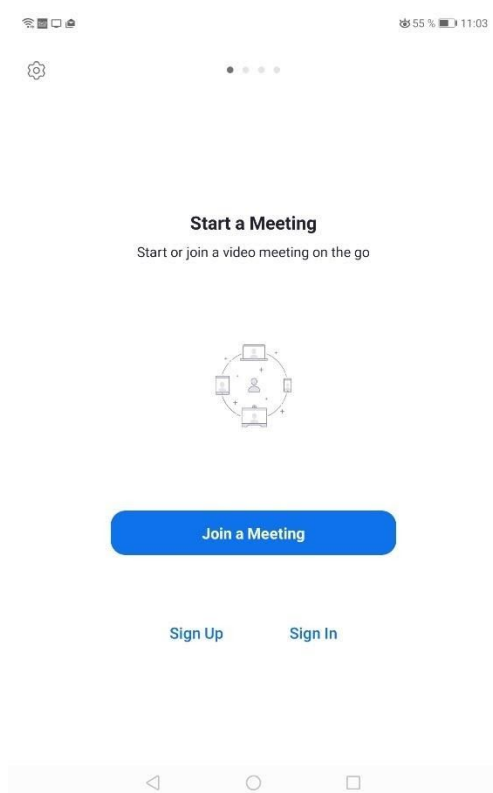 55 % 11:03
Start a Meeting
Start or join a video meeting on the go
Join a Meeting
Sign Up Sign In